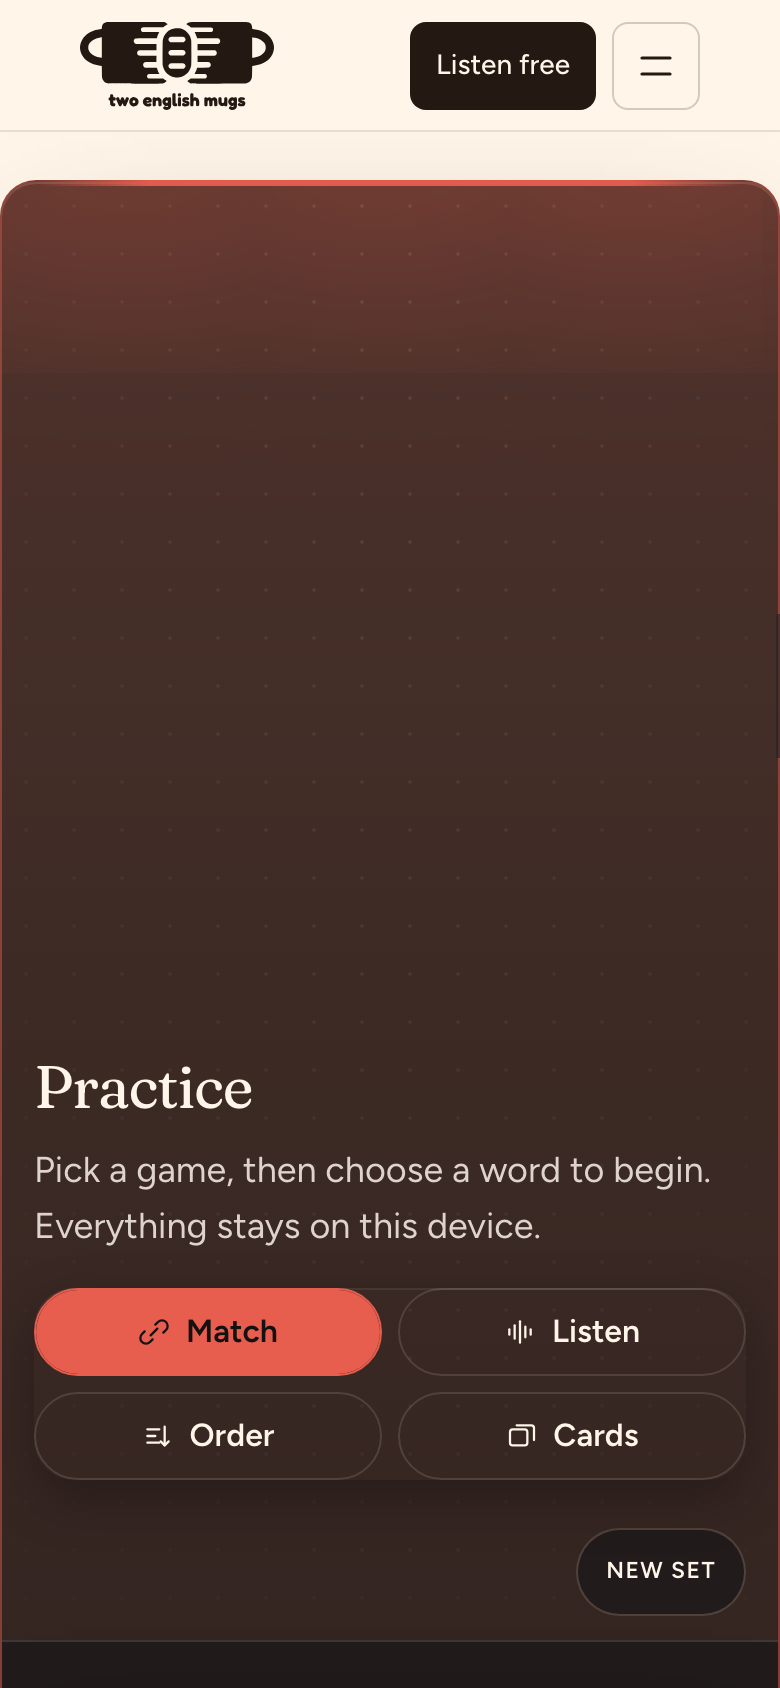 two english mugs
Listen free
Practice
Pick a game, then choose a word to begin.
Everything stays on this device.
Match
Listen
Order
Cards
NEW SET